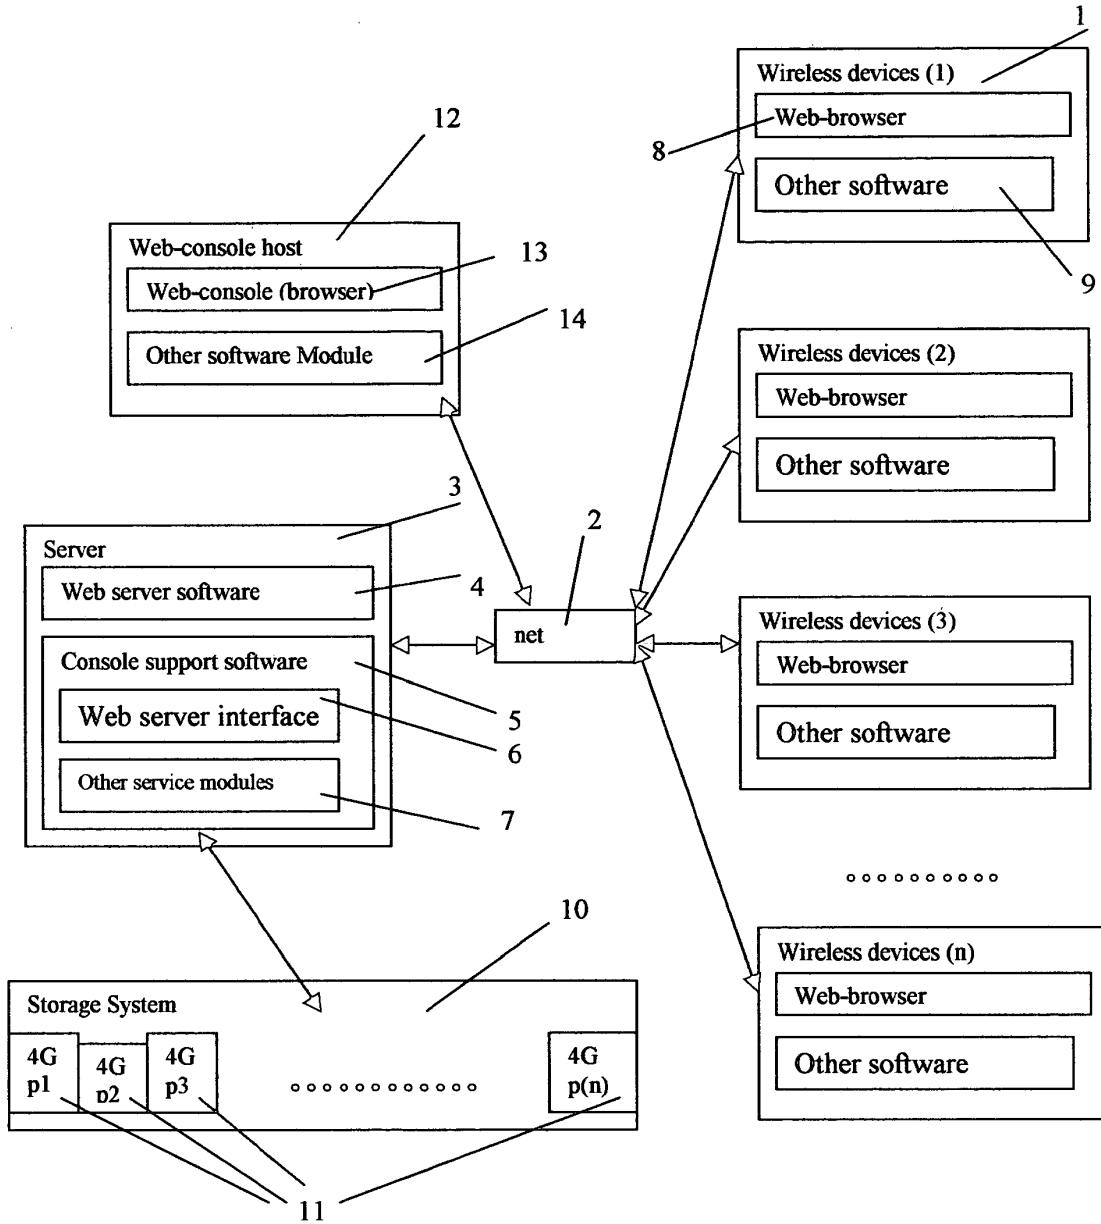 1
Wireless devices (1)
Web-browser
8
Other software
9
12
Web-console host
Web-console (browser)
13
Other software Module
14
Wireless devices (2)
Web-browser
Other software
3
Server
Web server software
4
Console support software
5
Web server interface
6
Other service modules
7
2
net
Wireless devices (3)
Web-browser
Other software
Wireless devices (n)
Web-browser
Other software
10
Storage System
4G
p1
4G
p2
4G
p3
4G
p(n)
11